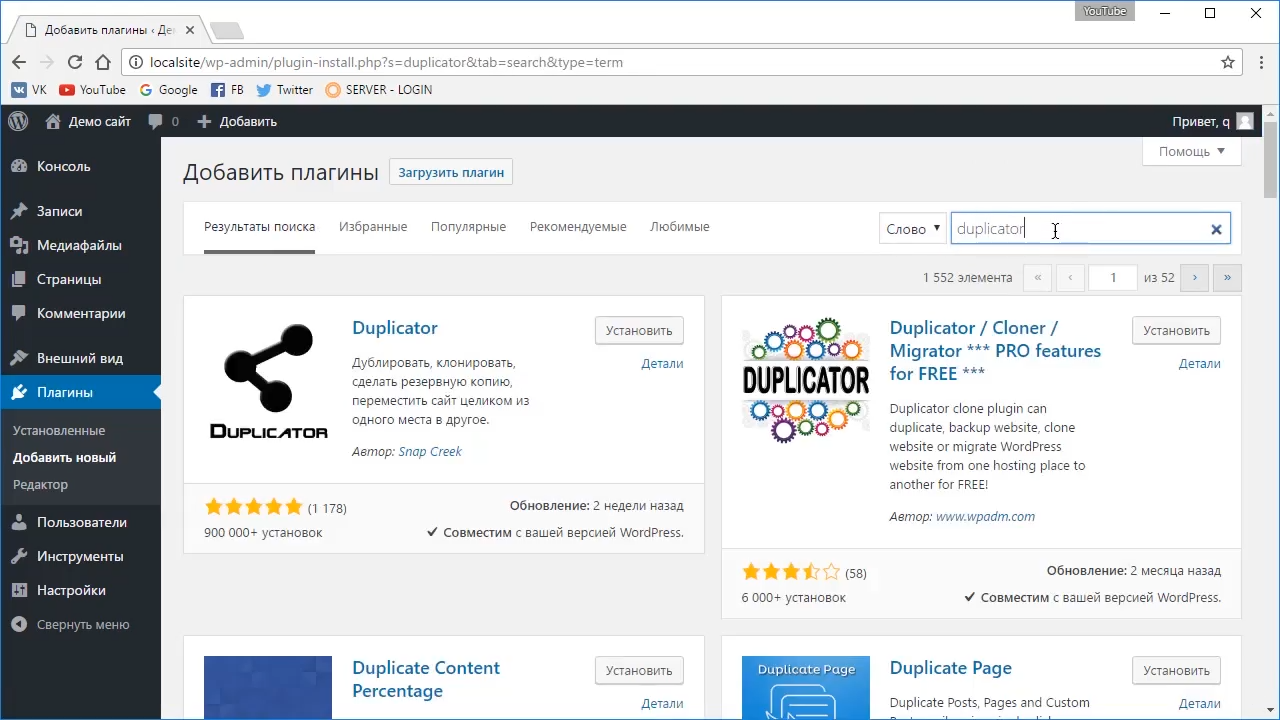 YouTube
Добавить плагины ‹ Де
localsite/wp-admin/plugin-install.php?s=duplicator&tab=search&type=term
VK YouTube Google FB Twitter SERVER - LOGIN
Демо сайт 0 Добавить Привет, q
Помощь
Консоль
Записи
Медиафайлы
Страницы
Комментарии
Внешний вид
Плагины
Установленные
Добавить новый
Редактор
Пользователи
Инструменты
Настройки
Свернуть меню
Добавить плагины Загрузить плагин
Результаты поиска Избранные Популярные Рекомендуемые Любимые Слово duplicator
1 552 элемента « ‹ 1 из 52 › »
DUPLICATOR
Duplicator
Установить
Детали
Дублировать, клонировать,
сделать резервную копию,
переместить сайт целиком из
одного места в другое.
Автор: Snap Creek
(1 178)
Обновление: 2 недели назад
900 000+ установок
Совместим с вашей версией WordPress.
DUPLICATOR
Duplicator / Cloner /
Migrator *** PRO features
for FREE ***
Установить
Детали
Duplicator clone plugin can
duplicate, backup website, clone
website or migrate WordPress
website from one hosting place to
another for FREE!
Автор: www.wpadm.com
(58)
Обновление: 2 месяца назад
6 000+ установок
Совместим с вашей версией WordPress.
Duplicate Content
Percentage
Установить
Детали
Duplicate Page
Duplicate Page
Установить
Детали
Duplicate Posts, Pages and Custom